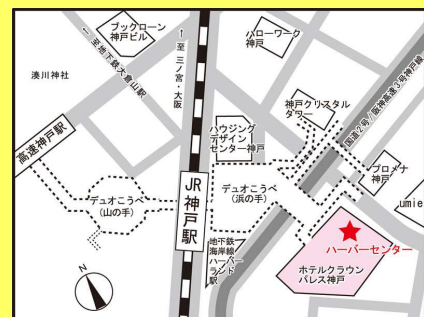 ブックローン
神戸ビル
← 至地下鉄大倉山駅
湊川神社
← 至 三ノ宮・大阪
ハローワーク
神戸
神戸クリスタル
タワー
国道2号/阪神高速3号神戸線
高速神戸駅
ハウジング
デザイン
センター神戸
プロメナ
神戸
umie
デュオこうべ
(山の手)
JR神戸駅
デュオこうべ
(浜の手)
地下鉄
海岸線
ハーバー
ランド
駅
ハーバーセンター
ホテルクラウン
パレス神戸
N